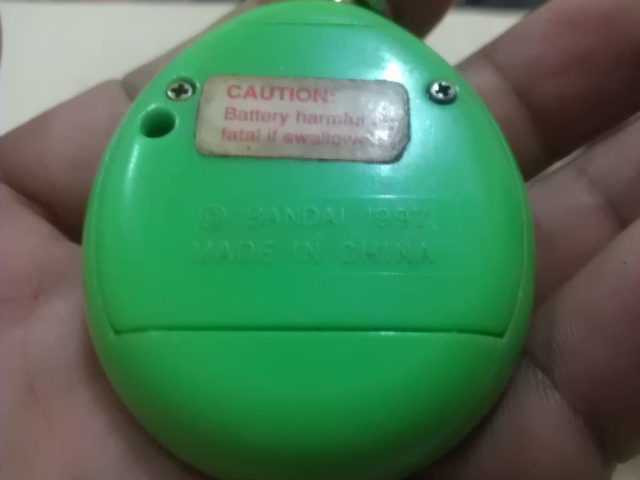 CAUTION:
Battery harmful
fatal if swallowed
© BANDAI 1997
MADE IN CHINA